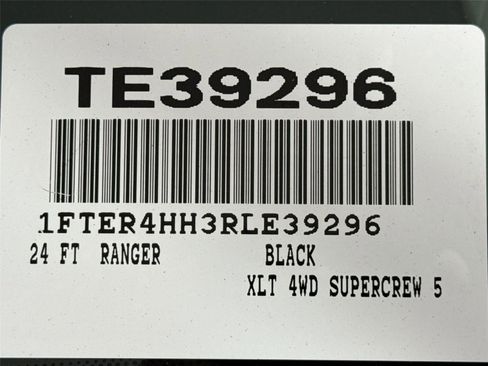 TE39296
1FTER4HH3RLE39296
24 FT RANGER BLACK
XLT 4WD SUPERCREW 5